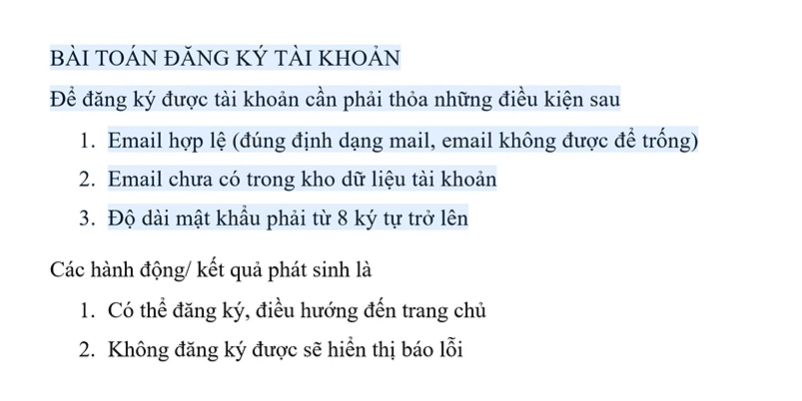 BÀI TOÁN ĐĂNG KÝ TÀI KHOẢN
Để đăng ký được tài khoản cần phải thỏa những điều kiện sau
1. Email hợp lệ (đúng định dạng mail, email không được để trống)
2. Email chưa có trong kho dữ liệu tài khoản
3. Độ dài mật khẩu phải từ 8 ký tự trở lên
Các hành động/ kết quả phát sinh là
1. Có thể đăng ký, điều hướng đến trang chủ
2. Không đăng ký được sẽ hiển thị báo lỗi